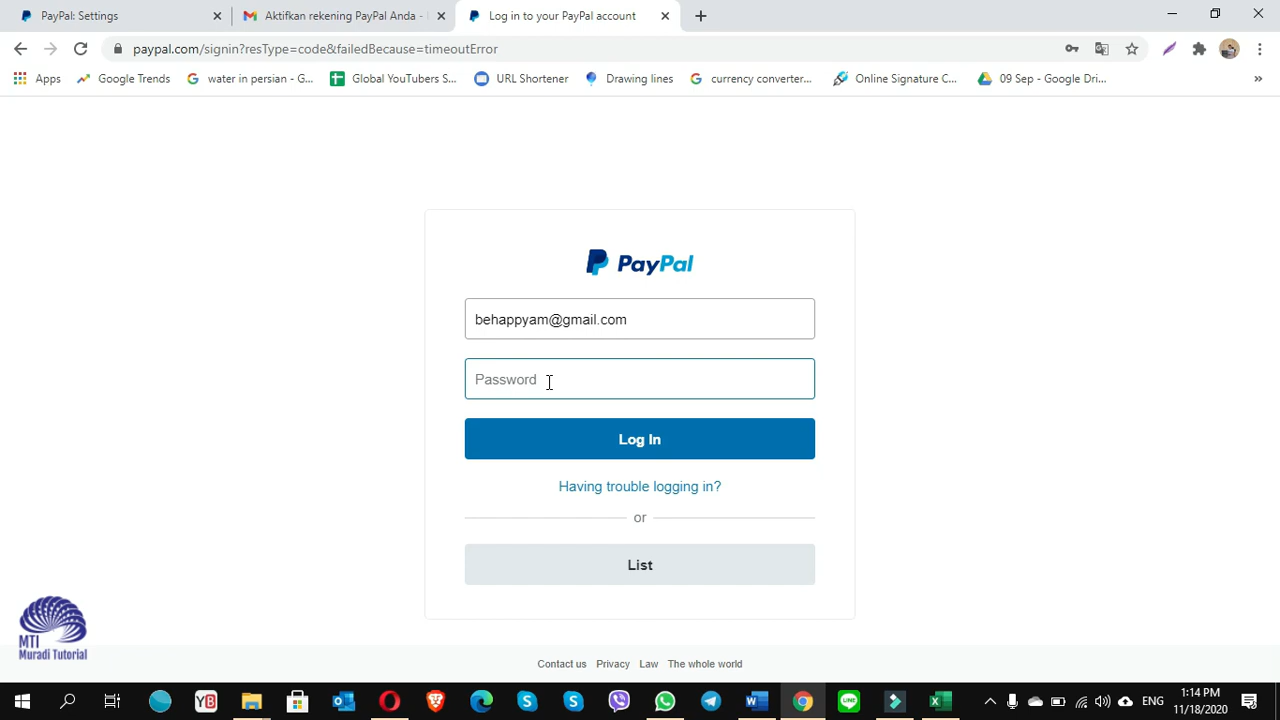 PayPal: Settings
Aktifkan rekening PayPal Anda -
Log in to your PayPal account
paypal.com/signin?resType=code&failedBecause=timeoutError
Apps
Google Trends
water in persian - G...
Global YouTubers S...
URL Shortener
Drawing lines
currency converter...
Online Signature C...
09 Sep - Google Dri...
»
PayPal
behappyam@gmail.com
Password
Log In
Having trouble logging in?
or
List
MTI
Muradi Tutorial
Contact us
Privacy
Law
The whole world
ENG
1:14 PM
11/18/2020